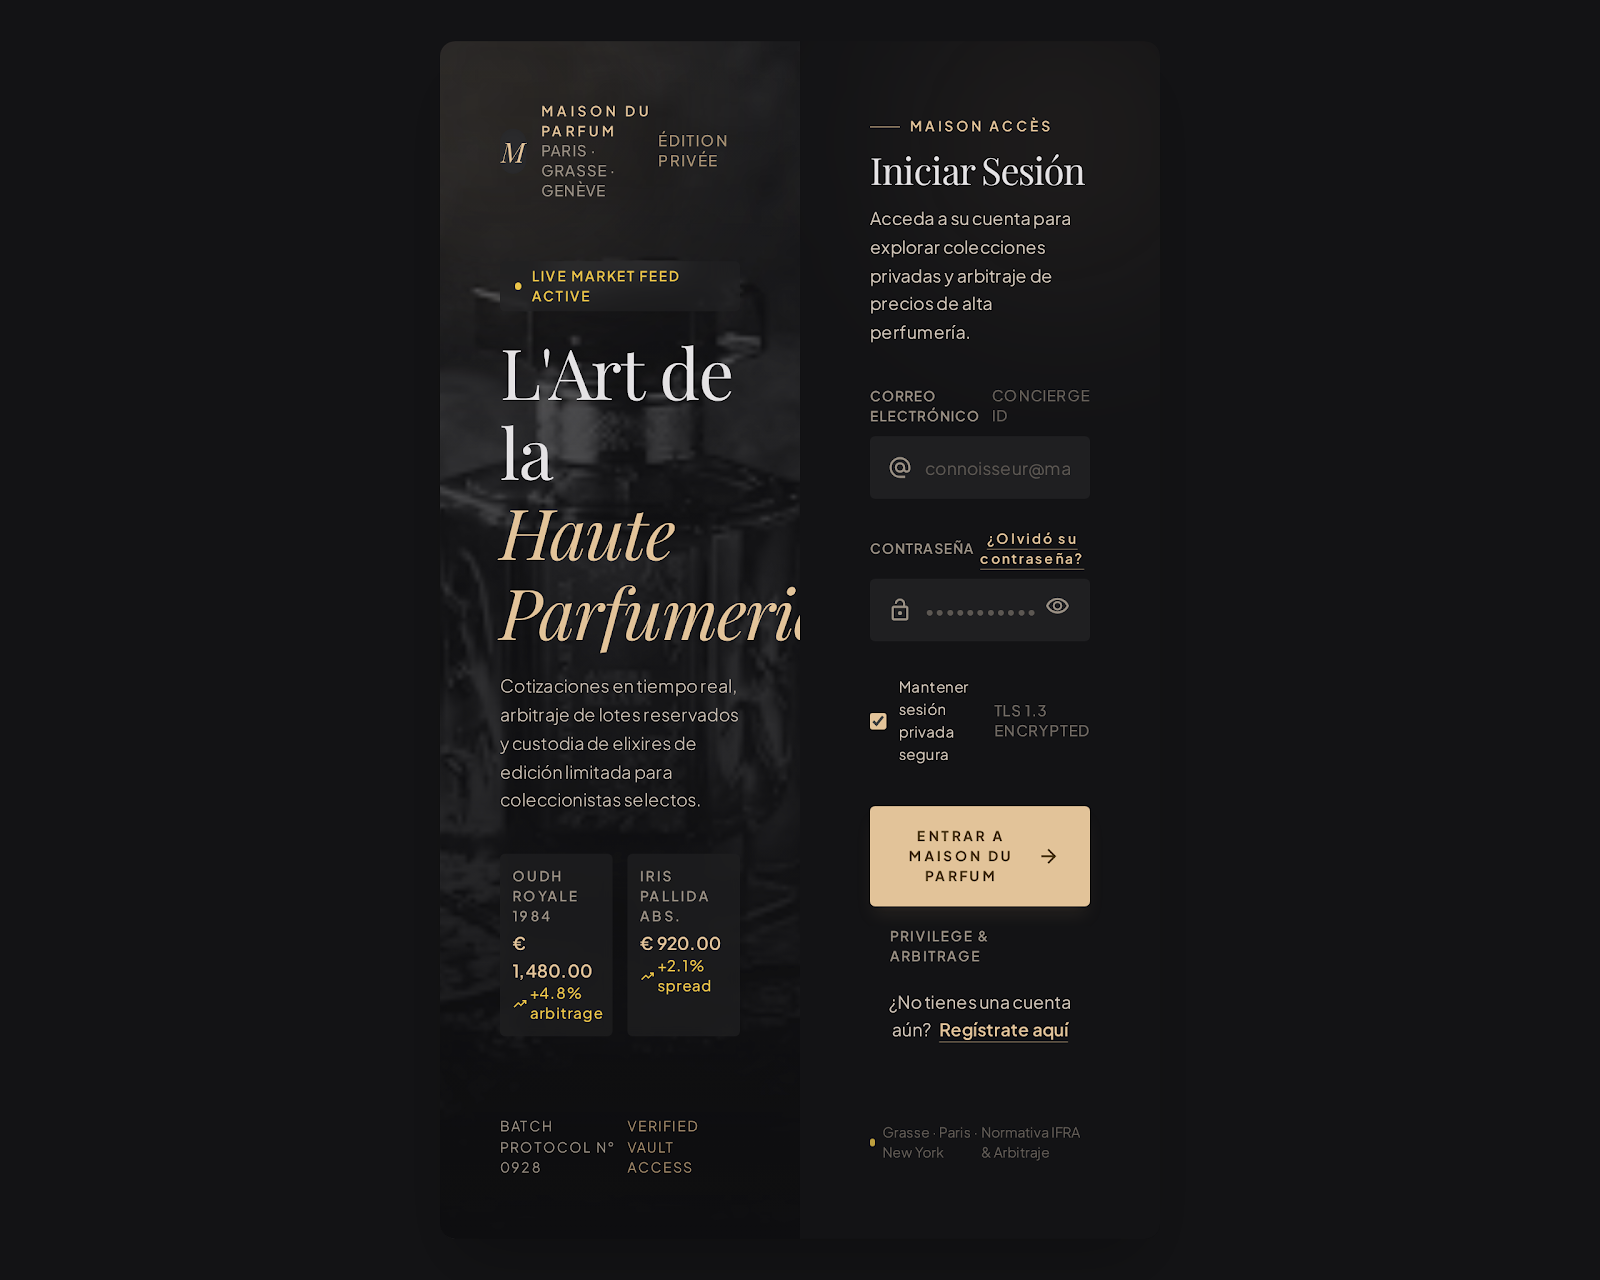 M
MAISON DU
PARFUM
PARIS ·
GRASSE ·
GENÈVE
ÉDITION
PRIVÉE
LIVE MARKET FEED
ACTIVE
L'Art de
la
Haute
Parfumerie
Cotizaciones en tiempo real,
arbitraje de lotes reservados
y custodia de elixires de
edición limitada para
coleccionistas selectos.
OUDH
ROYALE
1984
€
1,480.00
+4.8%
arbitrage
IRIS
PALLIDA
ABS.
€ 920.00
+2.1%
spread
BATCH
PROTOCOL N°
0928
VERIFIED
VAULT
ACCESS
MAISON ACCÈS
Iniciar Sesión
Acceda a su cuenta para
explorar colecciones
privadas y arbitraje de
precios de alta
perfumería.
CORREO
ELECTRÓNICO
CONCIERGE
ID
connoisseur@ma
CONTRASEÑA
¿Olvidó su
contraseña?
Mantener
sesión
privada
segura
TLS 1.3
ENCRYPTED
ENTRAR A
MAISON DU
PARFUM
PRIVILEGE &
ARBITRAGE
¿No tienes una cuenta
aún? Regístrate aquí
Grasse · Paris ·
New York
Normativa IFRA
& Arbitraje